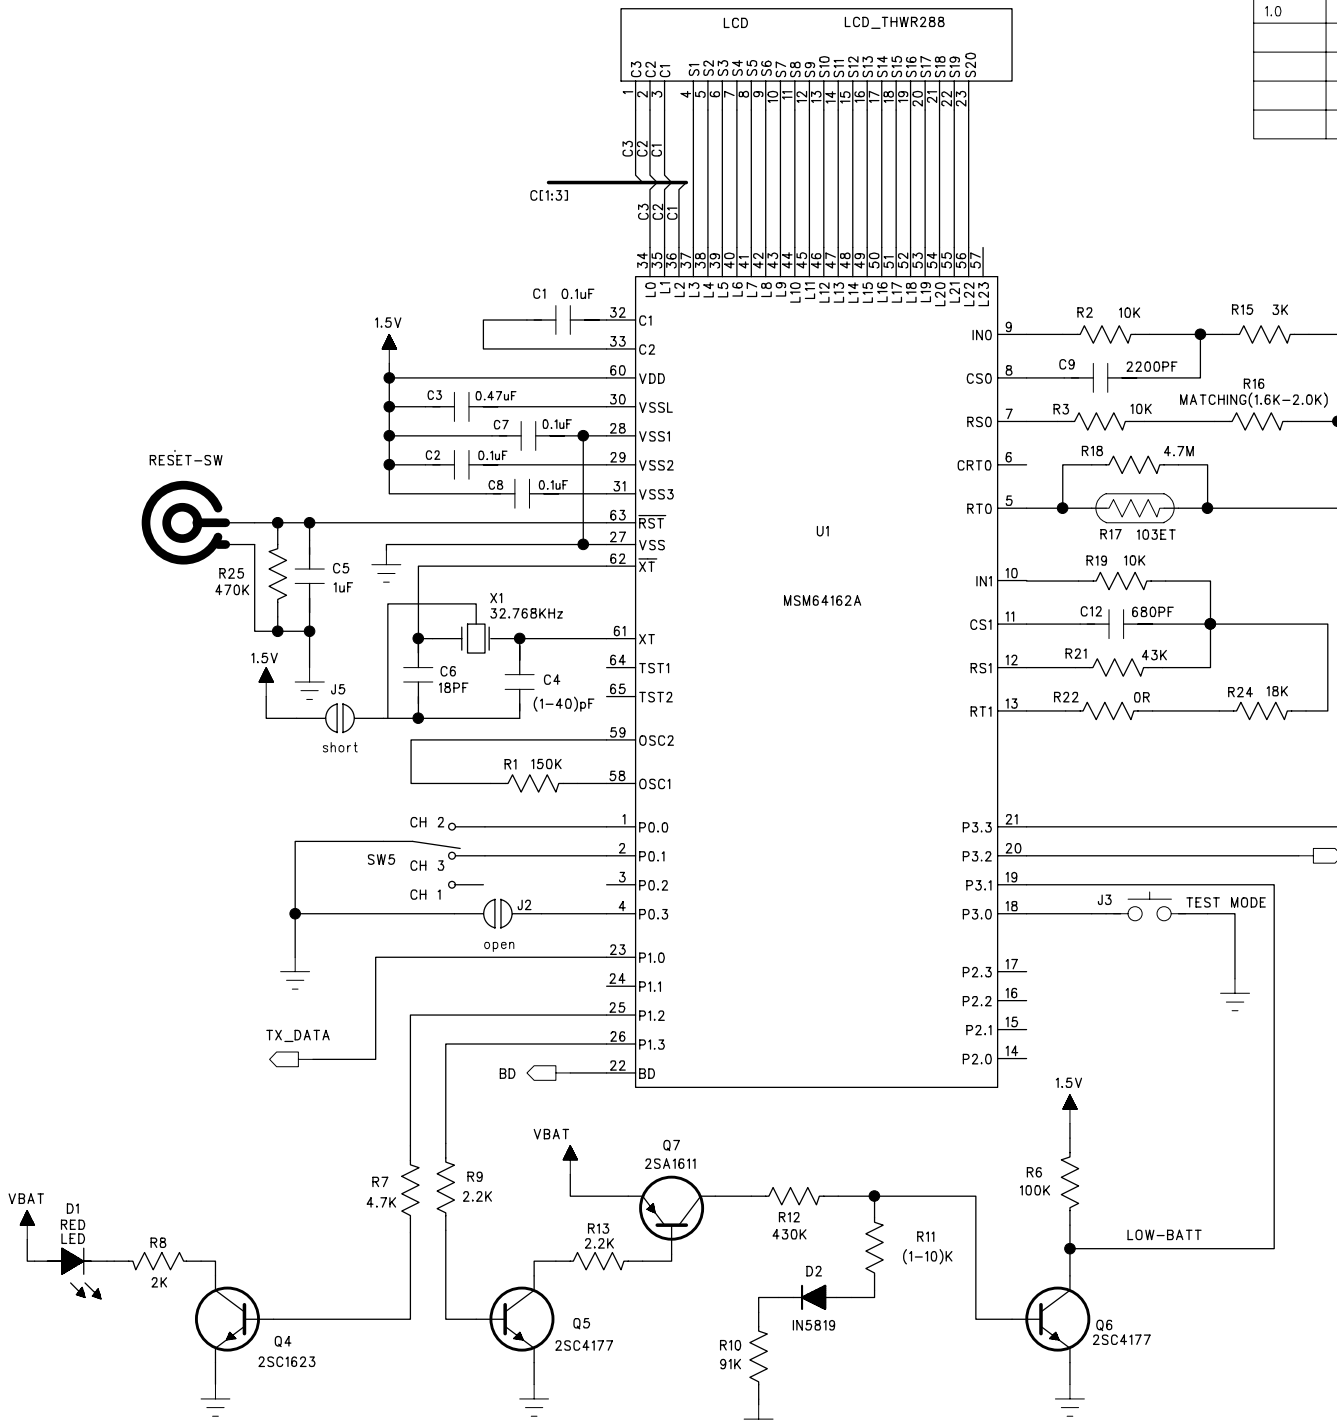 1.0
LCD LCD_THWR288
C3 C2 C1 S1 S2 S3 S4 S5 S6 S7 S8 S9 S10 S11 S12 S13 S14 S15 S16 S17 S18 S19 S20
1 2 3 4 5 6 7 8 9 10 11 12 13 14 15 16 17 18 19 20 21 22 23
C3 C2 C1
C[1:3]
C3 C2 C1
34 35 36 37 38 39 40 41 42 43 44 45 46 47 48 49 50 51 52 53 54 55 56 57
L0 L1 L2 L3 L4 L5 L6 L7 L8 L9 L10 L11 L12 L13 L14 L15 L16 L17 L18 L19 L20 L21 L22 L23
C1 0.1uF
32 C1
1.5V
33 C2
60 VDD
C3 0.47uF
30 VSSL
C7 0.1uF
28 VSS1
C2 0.1uF
29 VSS2
C8 0.1uF
31 VSS3
RESET-SW
63 RST
27 VSS
62 XT
R25
470K
C5
1uF
X1
32.768KHz
61 XT
1.5V
64 TST1
C6
18PF
C4
(1-40)pF
65 TST2
J5
short
59 OSC2
R1 150K
58 OSC1
CH 2
1 P0.0
SW5
CH 3
2 P0.1
CH 1
3 P0.2
J2
open
4 P0.3
23 P1.0
24 P1.1
25 P1.2
TX_DATA
26 P1.3
BD
22 BD
U1
MSM64162A
R2 10K
R15 3K
IN0 9
C9 2200PF
CS0 8
R16
MATCHING(1.6K-2.0K)
R3 10K
RS0 7
CRT0 6
R18 4.7M
RT0 5
R17 103ET
R19 10K
IN1 10
C12 680PF
CS1 11
R21 43K
RS1 12
R22 0R
R24 18K
RT1 13
P3.3 21
P3.2 20
P3.1 19
P3.0 18
J3 TEST MODE
P2.3 17
P2.2 16
P2.1 15
P2.0 14
1.5V
VBAT
Q7
2SA1611
R7
4.7K
R9
2.2K
R6
100K
VBAT
D1
RED
LED
R8
2K
R13
2.2K
R12
430K
R11
(1-10)K
LOW-BATT
D2
IN5819
Q4
2SC1623
Q5
2SC4177
R10
91K
Q6
2SC4177